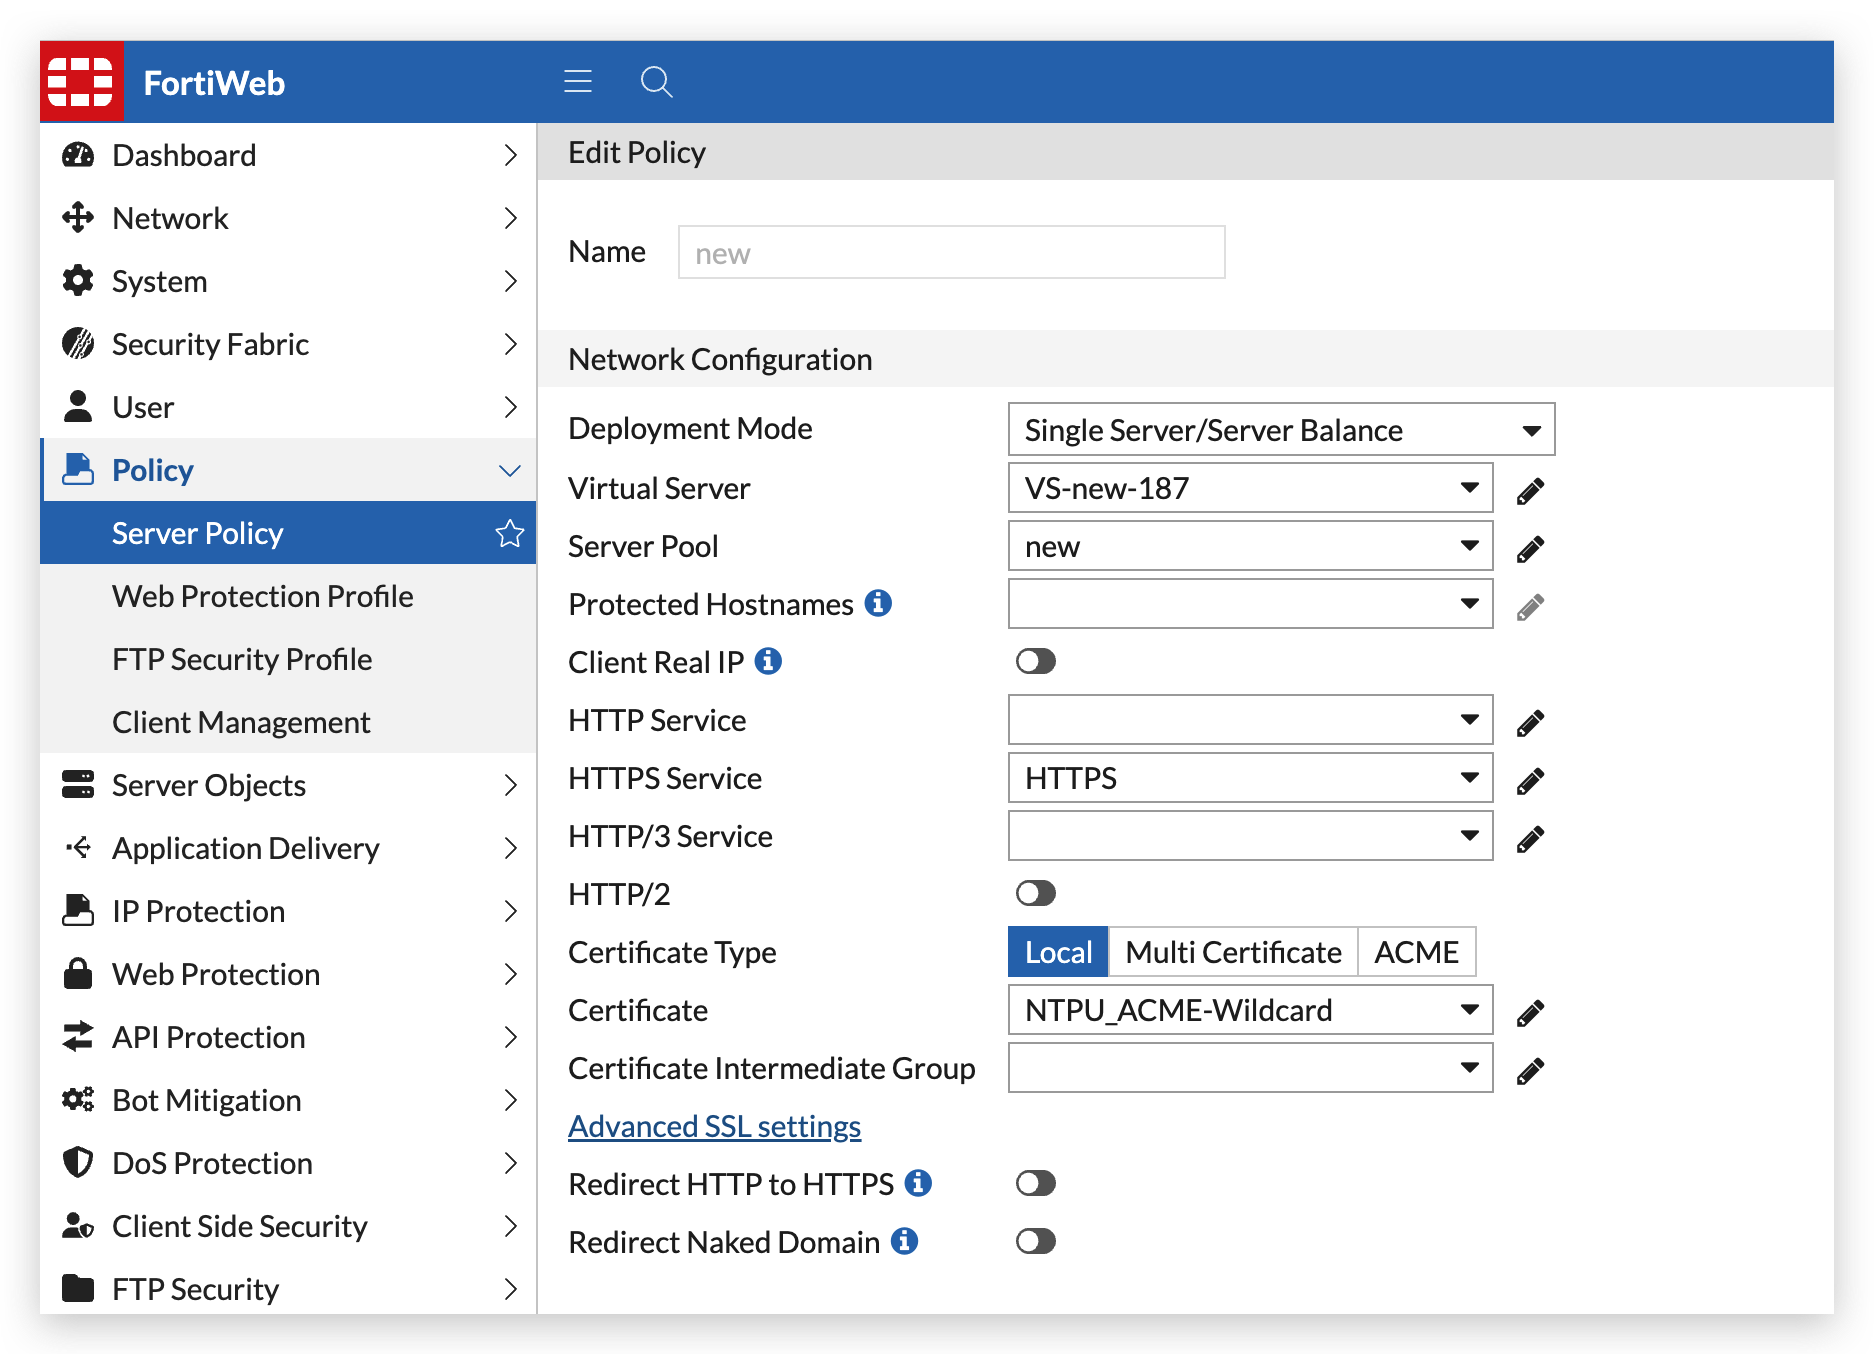 FortiWeb
Dashboard
Network
System
Security Fabric
User
Policy
Server Policy
Web Protection Profile
FTP Security Profile
Client Management
Server Objects
Application Delivery
IP Protection
Web Protection
API Protection
Bot Mitigation
DoS Protection
Client Side Security
FTP Security
Edit Policy
Name new
Network Configuration
Deployment Mode Single Server/Server Balance
Virtual Server VS-new-187
Server Pool new
Protected Hostnames
Client Real IP
HTTP Service
HTTPS Service HTTPS
HTTP/3 Service
HTTP/2
Certificate Type Local Multi Certificate ACME
Certificate NTPU_ACME-Wildcard
Certificate Intermediate Group
Advanced SSL settings
Redirect HTTP to HTTPS
Redirect Naked Domain